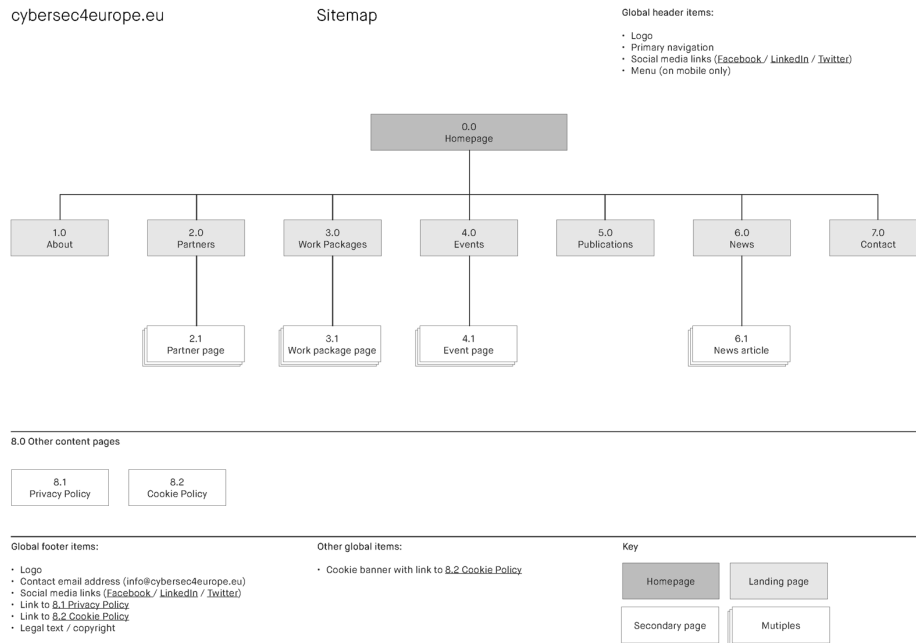 cybersec4europe.eu
Sitemap
Global header items:
• Logo
• Primary navigation
• Social media links (Facebook / LinkedIn / Twitter)
• Menu (on mobile only)
0.0
Homepage
1.0
About
2.0
Partners
3.0
Work Packages
4.0
Events
5.0
Publications
6.0
News
7.0
Contact
2.1
Partner page
3.1
Work package page
4.1
Event page
6.1
News article
8.0 Other content pages
8.1
Privacy Policy
8.2
Cookie Policy
Global footer items:
• Logo
• Contact email address (info@cybersec4europe.eu)
• Social media links (Facebook / LinkedIn / Twitter)
• Link to 8.1 Privacy Policy
• Link to 8.2 Cookie Policy
• Legal text / copyright
Other global items:
• Cookie banner with link to 8.2 Cookie Policy
Key
Homepage
Landing page
Secondary page
Mutiples